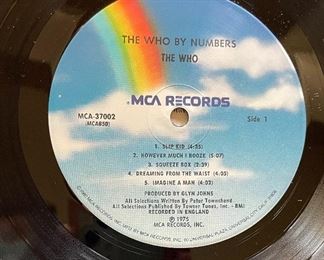 THE WHO BY NUMBERS
THE WHO
MCA RECORDS
MCA-37002
(MCA850)
Side 1
1. SLIP KID (4:35)
2. HOWEVER MUCH I BOOZE (5:07)
3. SQUEEZE BOX (2:39)
4. DREAMING FROM THE WAIST (4:02)
5. IMAGINE A MAN (4:02)
PRODUCED BY GLYN JOHNS
All Selections Written by Peter Townshend
All Selections Published by Towser Tunes, Inc. - BMI
RECORDED IN ENGLAND
℗ 1975
MCA RECORDS, INC.